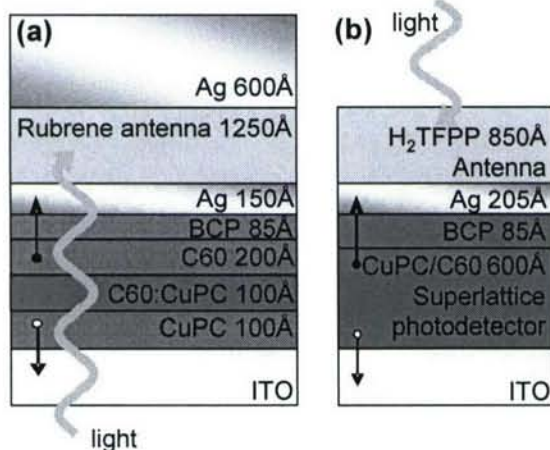 (a)
Ag 600Å
Rubrene antenna 1250Å
Ag 150Å
BCP 85Å
C60 200Å
C60:CuPC 100Å
CuPC 100Å
ITO
light
(b)
light
H₂TFPP 850Å
Antenna
Ag 205Å
BCP 85Å
CuPC/C60 600Å
Superlattice
photodetector
ITO